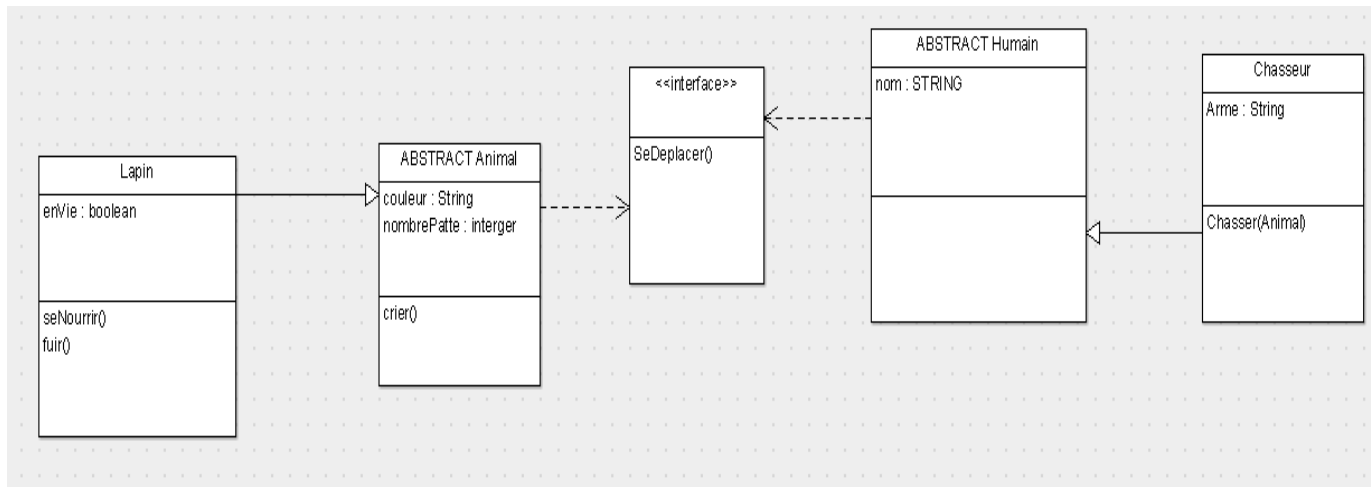 Lapin
enVie : boolean
seNourrir()
fuir()
ABSTRACT Animal
couleur : String
nombrePatte : interger
crier()
<<interface>>
SeDeplacer()
ABSTRACT Humain
nom : STRING
Chasseur
Arme : String
Chasser(Animal)